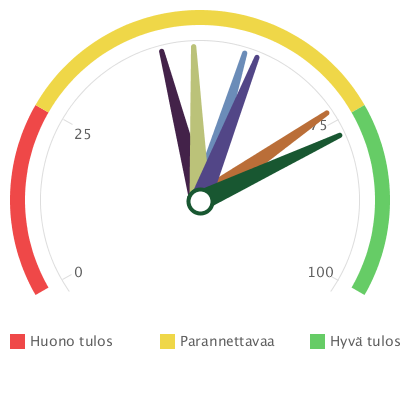 25
75
0
100
Huono tulos
Parannettavaa
Hyvä tulos